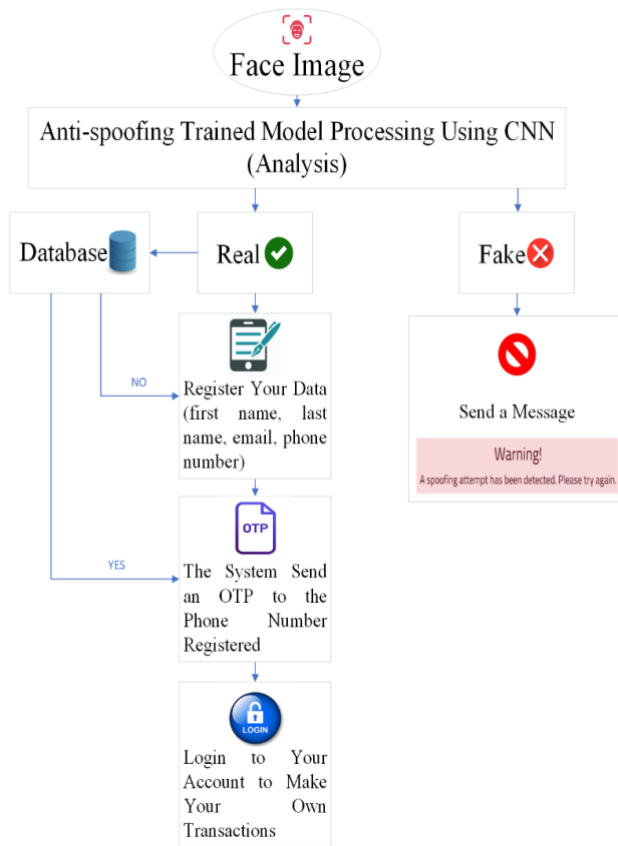 Face Image
Anti-spoofing Trained Model Processing Using CNN
(Analysis)
Database
Real
Fake
NO
Register Your Data
(first name, last
name, email, phone
number)
Send a Message
Warning!
A spoofing attempt has been detected. Please try again.
OTP
YES
The System Send
an OTP to the
Phone Number
Registered
LOGIN
Login to Your
Account to Make
Your Own
Transactions